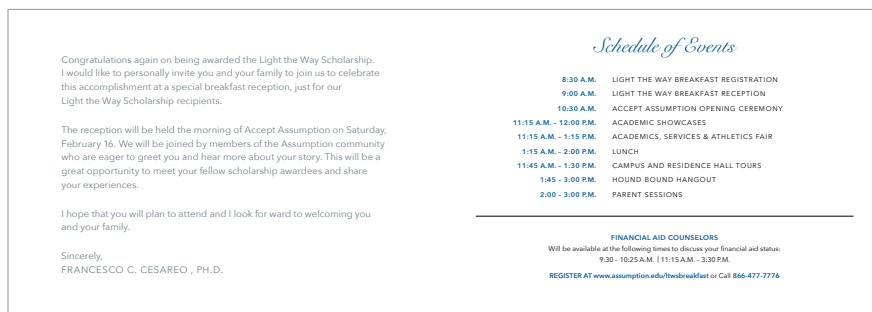 Congratulations again on being awarded the Light the Way Scholarship.
I would like to personally invite you and your family to join us to celebrate
this accomplishment at a special breakfast reception, just for our
Light the Way Scholarship recipients.
The reception will be held the morning of Accept Assumption on Saturday,
February 16. We will be joined by members of the Assumption community
who are eager to greet you and hear more about your story. This will be a
great opportunity to meet your fellow scholarship awardees and share
your experiences.
I hope that you will plan to attend and I look for ward to welcoming you
and your family.
Sincerely,
FRANCESCO C. CESAREO , PH.D.
Schedule of Events
8:30 A.M. LIGHT THE WAY BREAKFAST REGISTRATION
9:00 A.M. LIGHT THE WAY BREAKFAST RECEPTION
10:30 A.M. ACCEPT ASSUMPTION OPENING CEREMONY
11:15 A.M. – 12:00 P.M. ACADEMIC SHOWCASES
11:15 A.M. – 1:15 P.M. ACADEMICS, SERVICES & ATHLETICS FAIR
1:15 A.M. – 2:00 P.M. LUNCH
11:45 A.M. – 1:30 P.M. CAMPUS AND RESIDENCE HALL TOURS
1:45 – 3:00 P.M. HOUND BOUND HANGOUT
2:00 – 3:00 P.M. PARENT SESSIONS
FINANCIAL AID COUNSELORS
Will be available at the following times to discuss your financial aid status:
9:30 - 10:25 A.M. | 11:15 A.M. - 3:30 P.M.
REGISTER AT www.assumption.edu/ltwsbreakfast or Call 866-477-7776